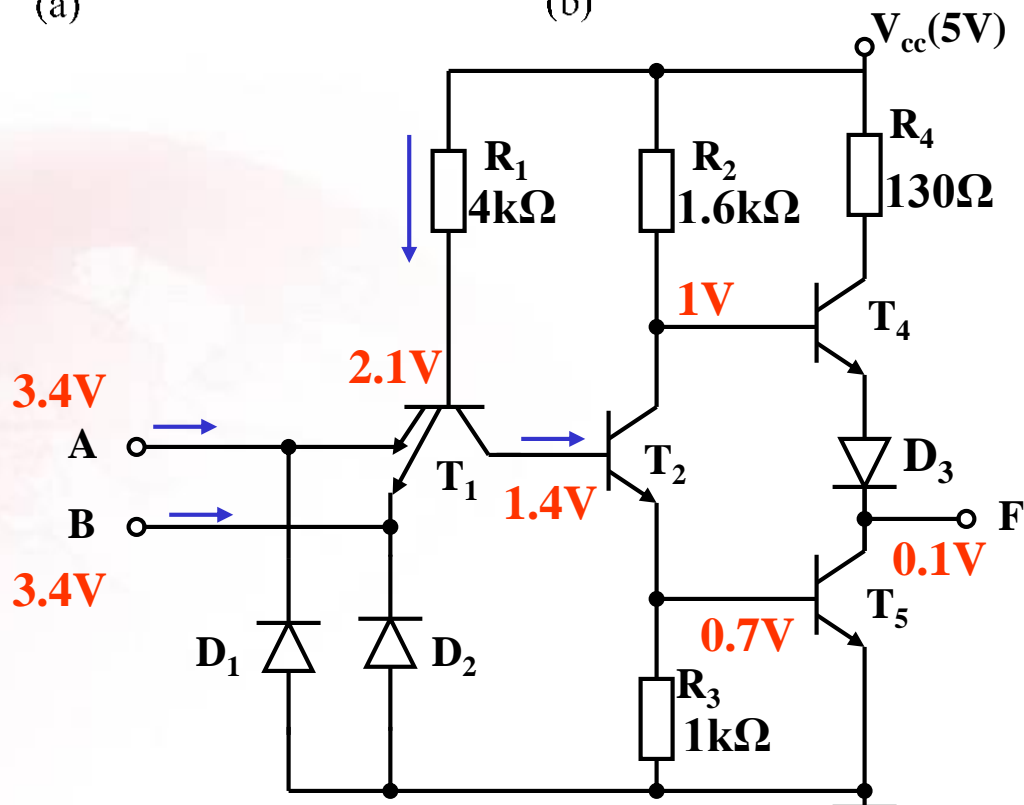 (a)
(b)
Vcc(5V)
R4
130Ω
R1
4kΩ
R2
1.6kΩ
1V
T4
2.1V
3.4V
A
T1
T2
D3
1.4V
B
F
0.1V
3.4V
T5
0.7V
D1
D2
R3
1kΩ